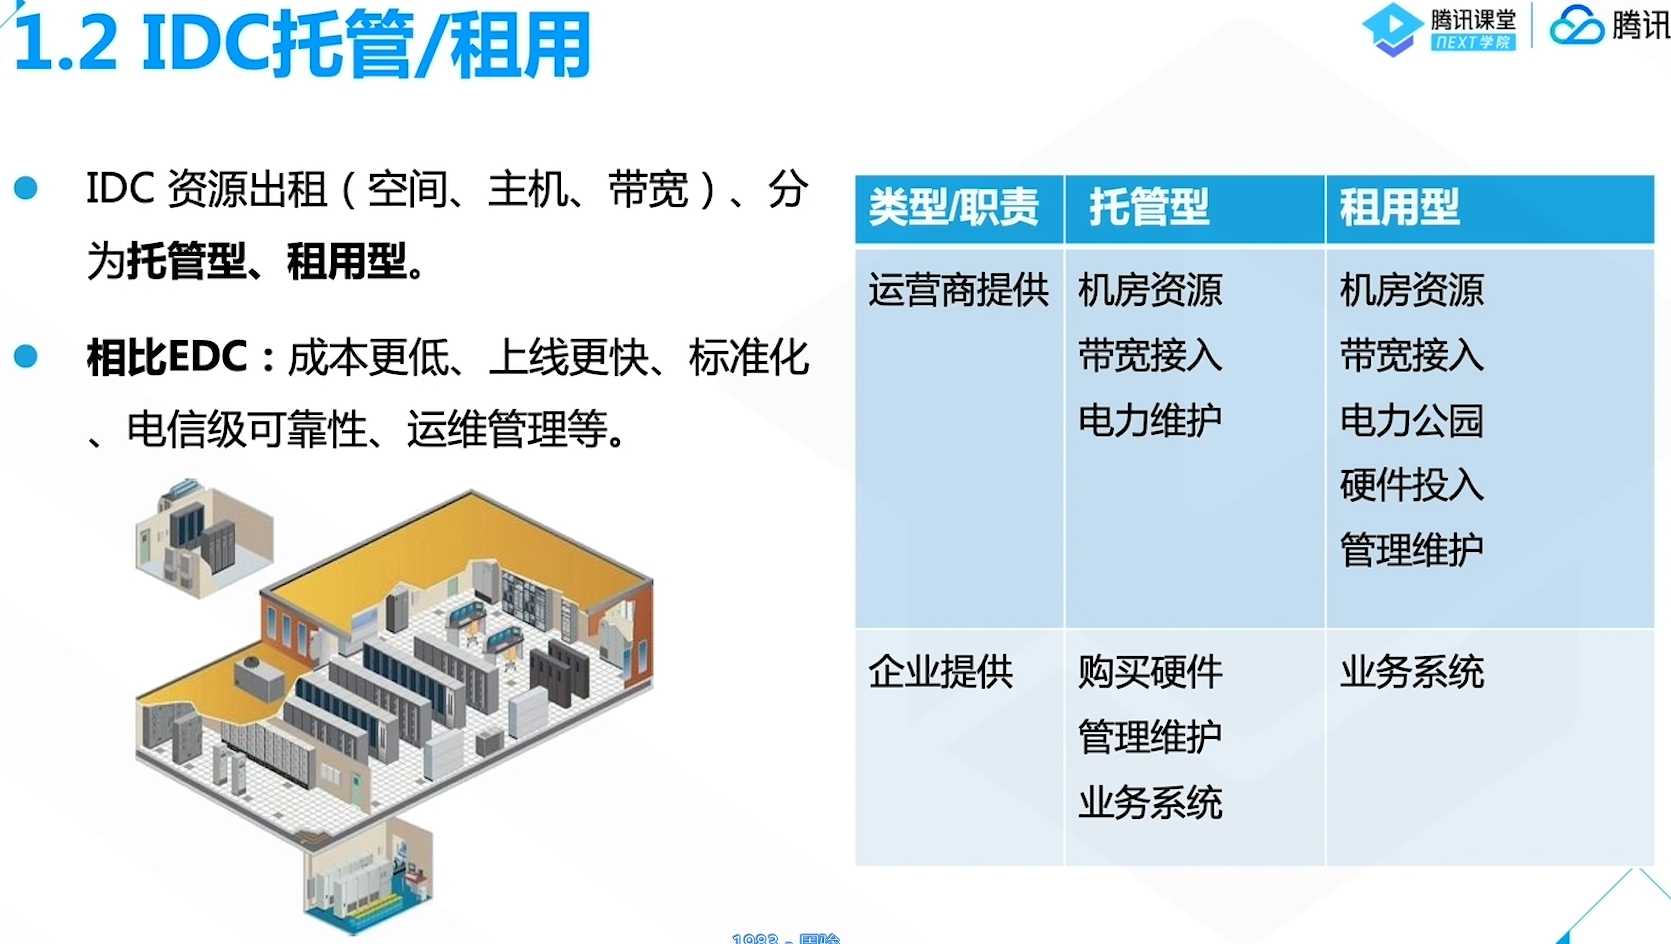 1.2 IDC托管/租用
腾讯课堂
NEXT学院
腾讯
IDC 资源出租（空间、主机、带宽）、分
为托管型、租用型。
相比EDC：成本更低、上线更快、标准化
、电信级可靠性、运维管理等。
类型/职责 托管型 租用型
运营商提供 机房资源 机房资源
带宽接入 带宽接入
电力维护 电力公园
硬件投入
管理维护
企业提供 购买硬件 业务系统
管理维护
业务系统